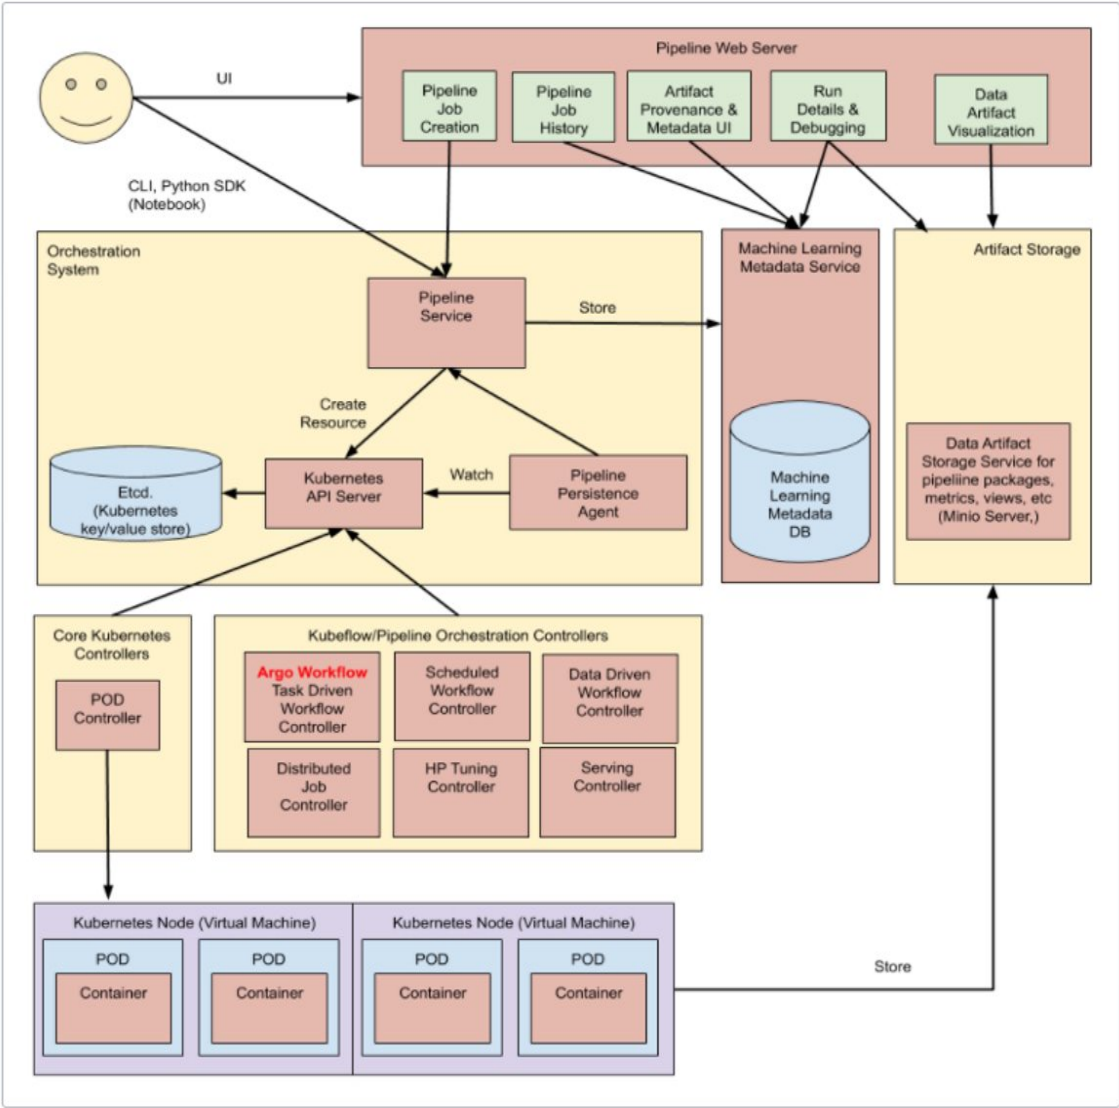 UI
Pipeline Web Server
Pipeline
Job
Creation
Pipeline
Job
History
Artifact
Provenance &
Metadata UI
Run
Details &
Debugging
Data
Artifact
Visualization
CLI, Python SDK
(Notebook)
Orchestration
System
Pipeline
Service
Store
Create
Resource
Kubernetes
API Server
Watch
Pipeline
Persistence
Agent
Etcd.
(Kubernetes
key/value store)
Machine Learning
Metadata Service
Machine
Learning
Metadata
DB
Artifact Storage
Data Artifact
Storage Service for
pipeliine packages,
metrics, views, etc
(Minio Server,)
Core Kubernetes
Controllers
POD
Controller
Kubeflow/Pipeline Orchestration Controllers
Argo Workflow
Task Driven
Workflow
Controller
Scheduled
Workflow
Controller
Data Driven
Workflow
Controller
Distributed
Job
Controller
HP Tuning
Controller
Serving
Controller
Kubernetes Node (Virtual Machine)
POD
Container
POD
Container
Kubernetes Node (Virtual Machine)
POD
Container
POD
Container
Store